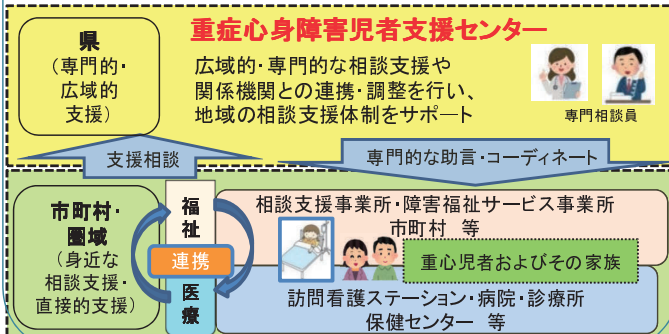 重症心身障害児者支援センター
県
（専門的・
広域的
支援）
広域的・専門的な相談支援や
関係機関との連携・調整を行い、
地域の相談支援体制をサポート
専門相談員
支援相談
専門的な助言・コーディネート
市町村・
圏域
（身近な
相談支援・
直接的支援）
福祉
連携
医療
相談支援事業所・障害福祉サービス事業所
市町村 等
重心児者およびその家族
訪問看護ステーション・病院・診療所
保健センター 等